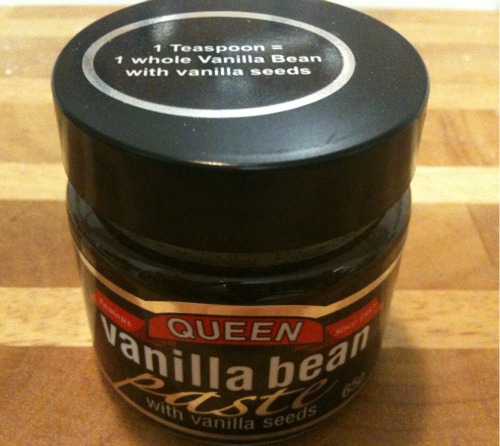 1 Teaspoon =
1 whole Vanilla Bean
with vanilla seeds
QUEEN
vanilla bean
paste
65g
with vanilla seeds